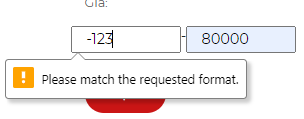 Giá:
-123 - 80000
Please match the requested format.